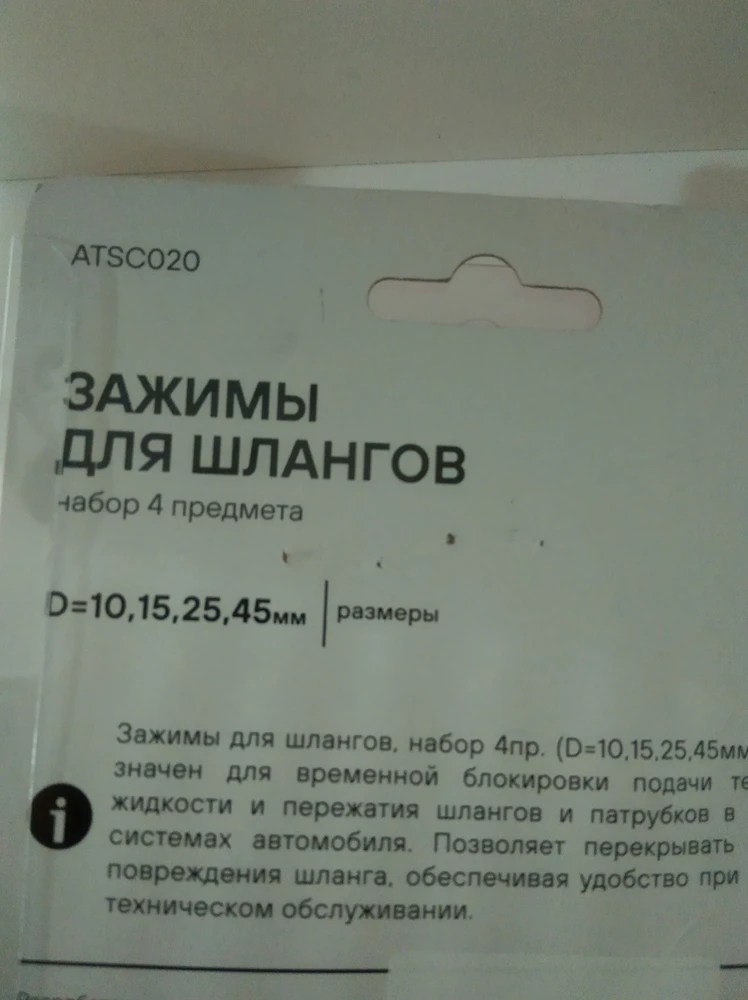 ATSC020
ЗАЖИМЫ
ДЛЯ ШЛАНГОВ
набор 4 предмета
D=10,15,25,45мм
размеры
Зажимы для шлангов, набор 4пр. (D=10,15,25,45мм
значен для временной блокировки подачи
жидкости и пережатия шлангов и патрубков в
системах автомобиля. Позволяет перекрывать
повреждения шланга, обеспечивая удобство при
техническом обслуживании.